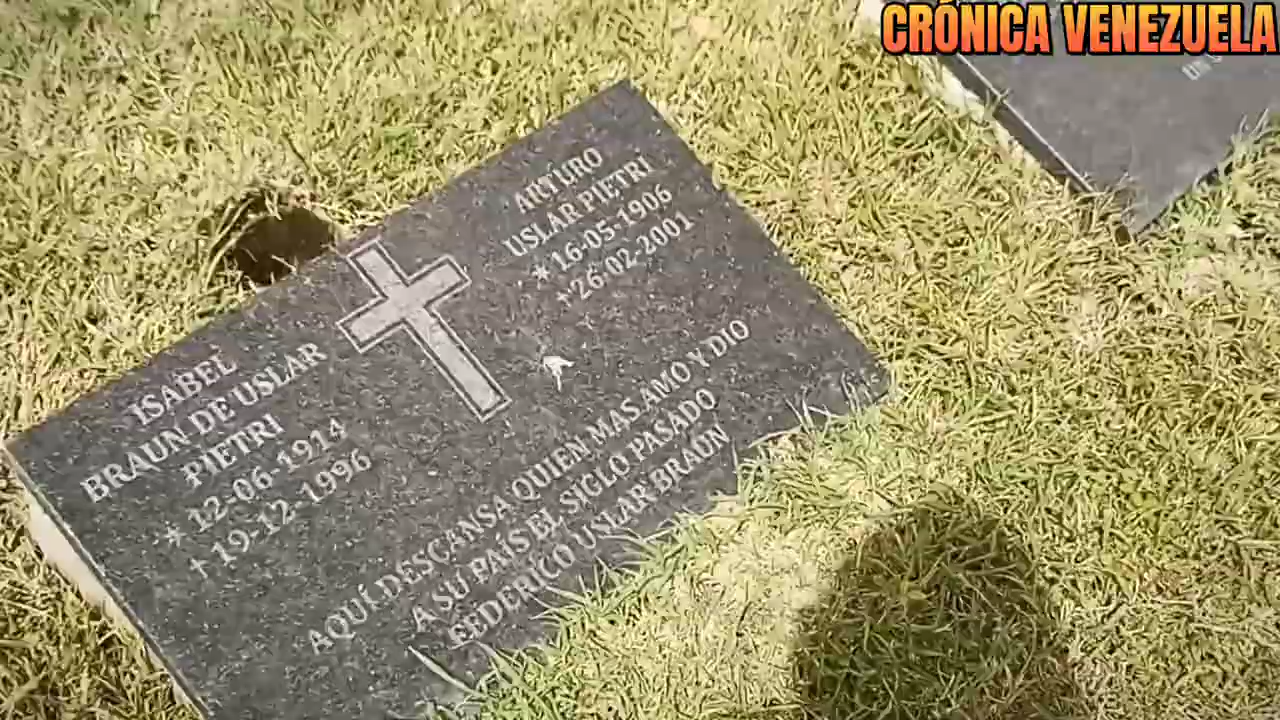 CRÓNICA VENEZUELA
ISABEL
BRAUN DE USLAR
PIETRI
* 12-06-1914
+ 19-12-1996
ARTURO
USLAR PIETRI
* 16-05-1906
+ 26-02-2001
AQUÍ DESCANSA QUIEN MAS AMO Y DIO
A SU PAÍS EL SIGLO PASADO
FEDERICO USLAR BRAÚN